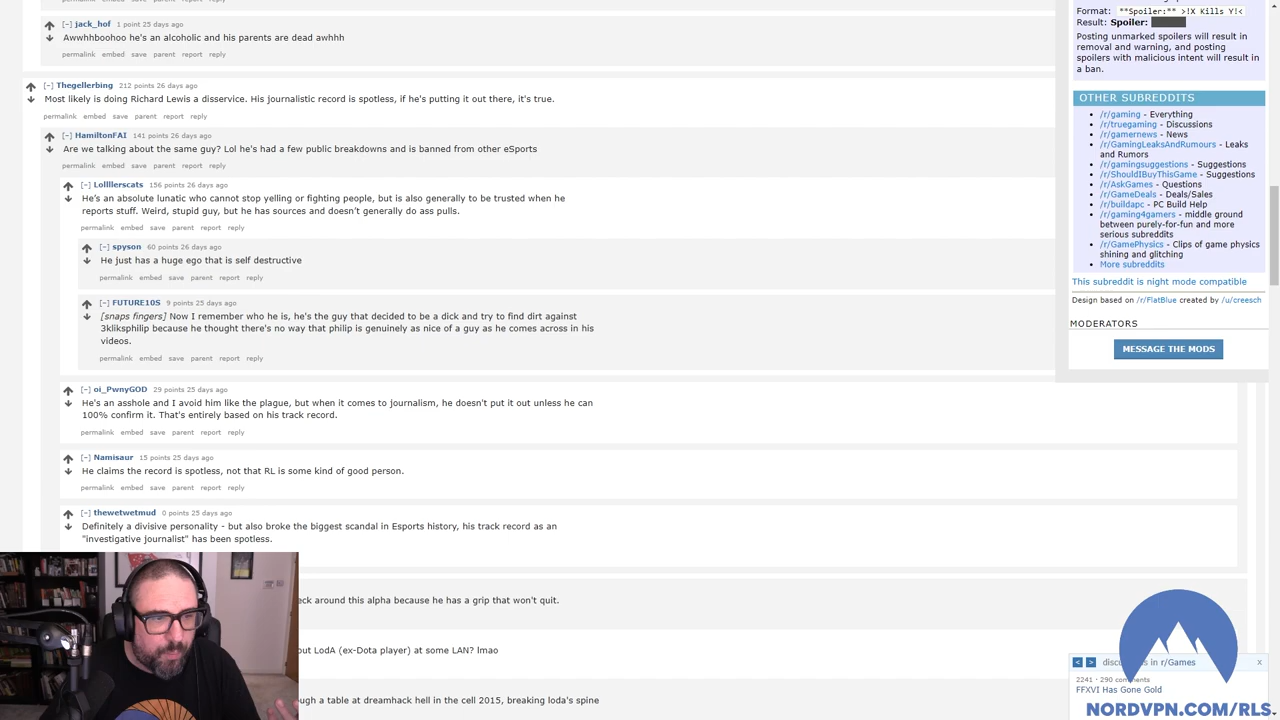 [–] jack_hof 1 point 25 days ago
Awwhhboohoo he's an alcoholic and his parents are dead awhhh
permalink embed save parent report reply
[–] Thegellerbing 212 points 26 days ago
Most likely is doing Richard Lewis a disservice. His journalistic record is spotless, if he's putting it out there, it's true.
permalink embed save parent report reply
[–] HamiltonFAI 141 points 26 days ago
Are we talking about the same guy? Lol he's had a few public breakdowns and is banned from other eSports
permalink embed save parent report reply
[–] Lollllerscats 156 points 26 days ago
He's an absolute lunatic who cannot stop yelling or fighting people, but is also generally to be trusted when he
reports stuff. Weird, stupid guy, but he has sources and doesn't generally do ass pulls.
permalink embed save parent report reply
[–] spyson 60 points 26 days ago
He just has a huge ego that is self destructive
permalink embed save parent report reply
[–] FUTURE10S 9 points 25 days ago
[snaps fingers] Now I remember who he is, he's the guy that decided to be a dick and try to find dirt against
3kliksphilip because he thought there's no way that philip is genuinely as nice of a guy as he comes across in his
videos.
permalink embed save parent report reply
[–] oi_PwnyGOD 29 points 25 days ago
He's an asshole and I avoid him like the plague, but when it comes to journalism, he doesn't put it out unless he can
100% confirm it. That's entirely based on his track record.
permalink embed save parent report reply
[–] Namisaur 15 points 25 days ago
He claims the record is spotless, not that RL is some kind of good person.
permalink embed save parent report reply
[–] thewetwetmud 0 points 25 days ago
Definitely a divisive personality - but also broke the biggest scandal in Esports history, his track record as an
"investigative journalist" has been spotless.
eck around this alpha because he has a grip that won't quit.
out LodA (ex-Dota player) at some LAN? lmao
ough a table at dreamhack hell in the cell 2015, breaking loda's spine
Format: **Spoiler:** >!X Kills Y!<
Result: Spoiler:
Posting unmarked spoilers will result in
removal and warning, and posting
spoilers with malicious intent will result in
a ban.
OTHER SUBREDDITS
/r/gaming - Everything
/r/truegaming - Discussions
/r/gamernews - News
/r/GamingLeaksAndRumours - Leaks
and Rumors
/r/gamingsuggestions - Suggestions
/r/ShouldIBuyThisGame - Suggestions
/r/AskGames - Questions
/r/GameDeals - Deals/Sales
/r/buildapc - PC Build Help
/r/gaming4gamers - middle ground
between purely-for-fun and more
serious subreddits
/r/GamePhysics - Clips of game physics
shining and glitching
More subreddits
This subreddit is night mode compatible
Design based on /r/FlatBlue created by /u/creesch
MODERATORS
MESSAGE THE MODS
< > in r/Games x
2241 · 290 comments
FFXVI Has Gone Gold
NORDVPN.COM/RLS